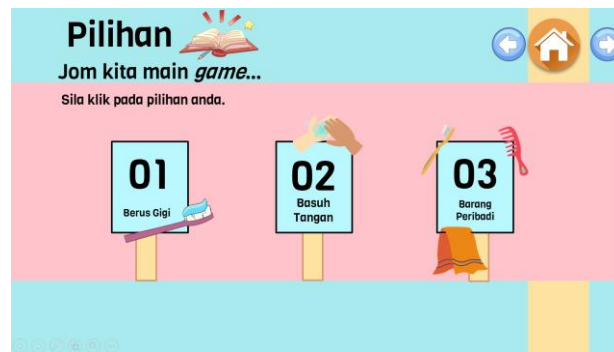 Pilihan
Jom kita main game...
Sila klik pada pilihan anda.
01
Berus Gigi
02
Basuh
Tangan
03
Barang
Peribadi